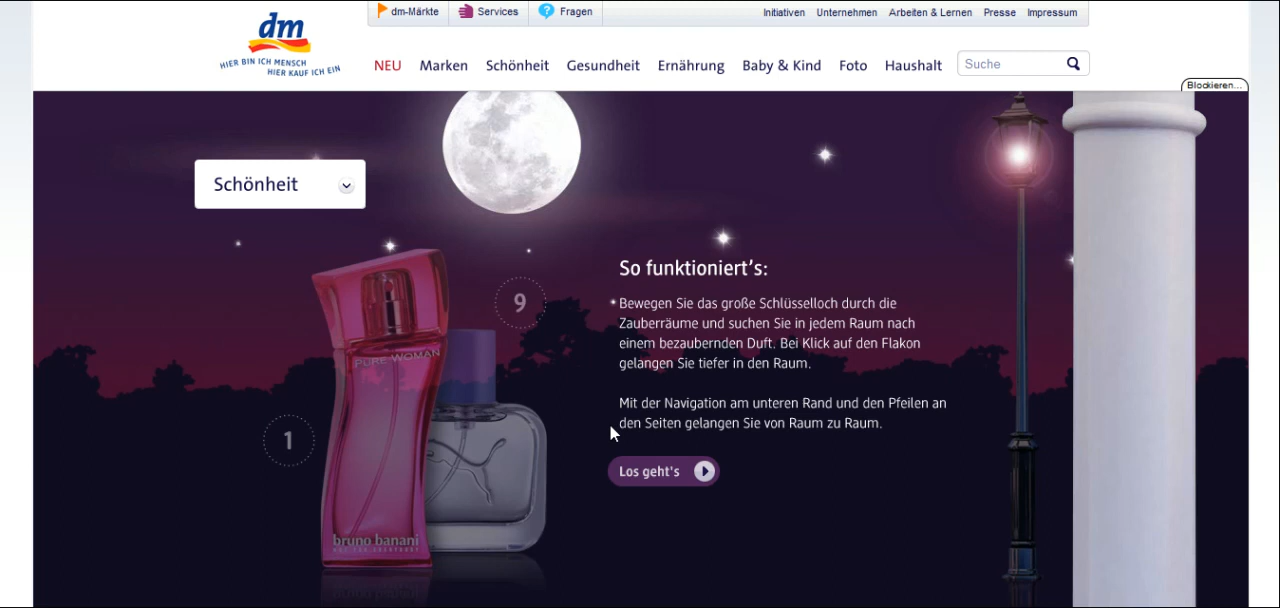 dm-Märkte
Services
Fragen
Initiativen
Unternehmen
Arbeiten & Lernen
Presse
Impressum
dm
HIER BIN ICH MENSCH
HIER KAUF ICH EIN
NEU
Marken
Schönheit
Gesundheit
Ernährung
Baby & Kind
Foto
Haushalt
Suche
Blockieren...
Schönheit
So funktioniert's:
Bewegen Sie das große Schlüsselloch durch die
Zauberräume und suchen Sie in jedem Raum nach
einem bezaubernden Duft. Bei Klick auf den Flakon
gelangen Sie tiefer in den Raum.
Mit der Navigation am unteren Rand und den Pfeilen an
den Seiten gelangen Sie von Raum zu Raum.
Los geht's
9
PURE WOMAN
1
bruno banani